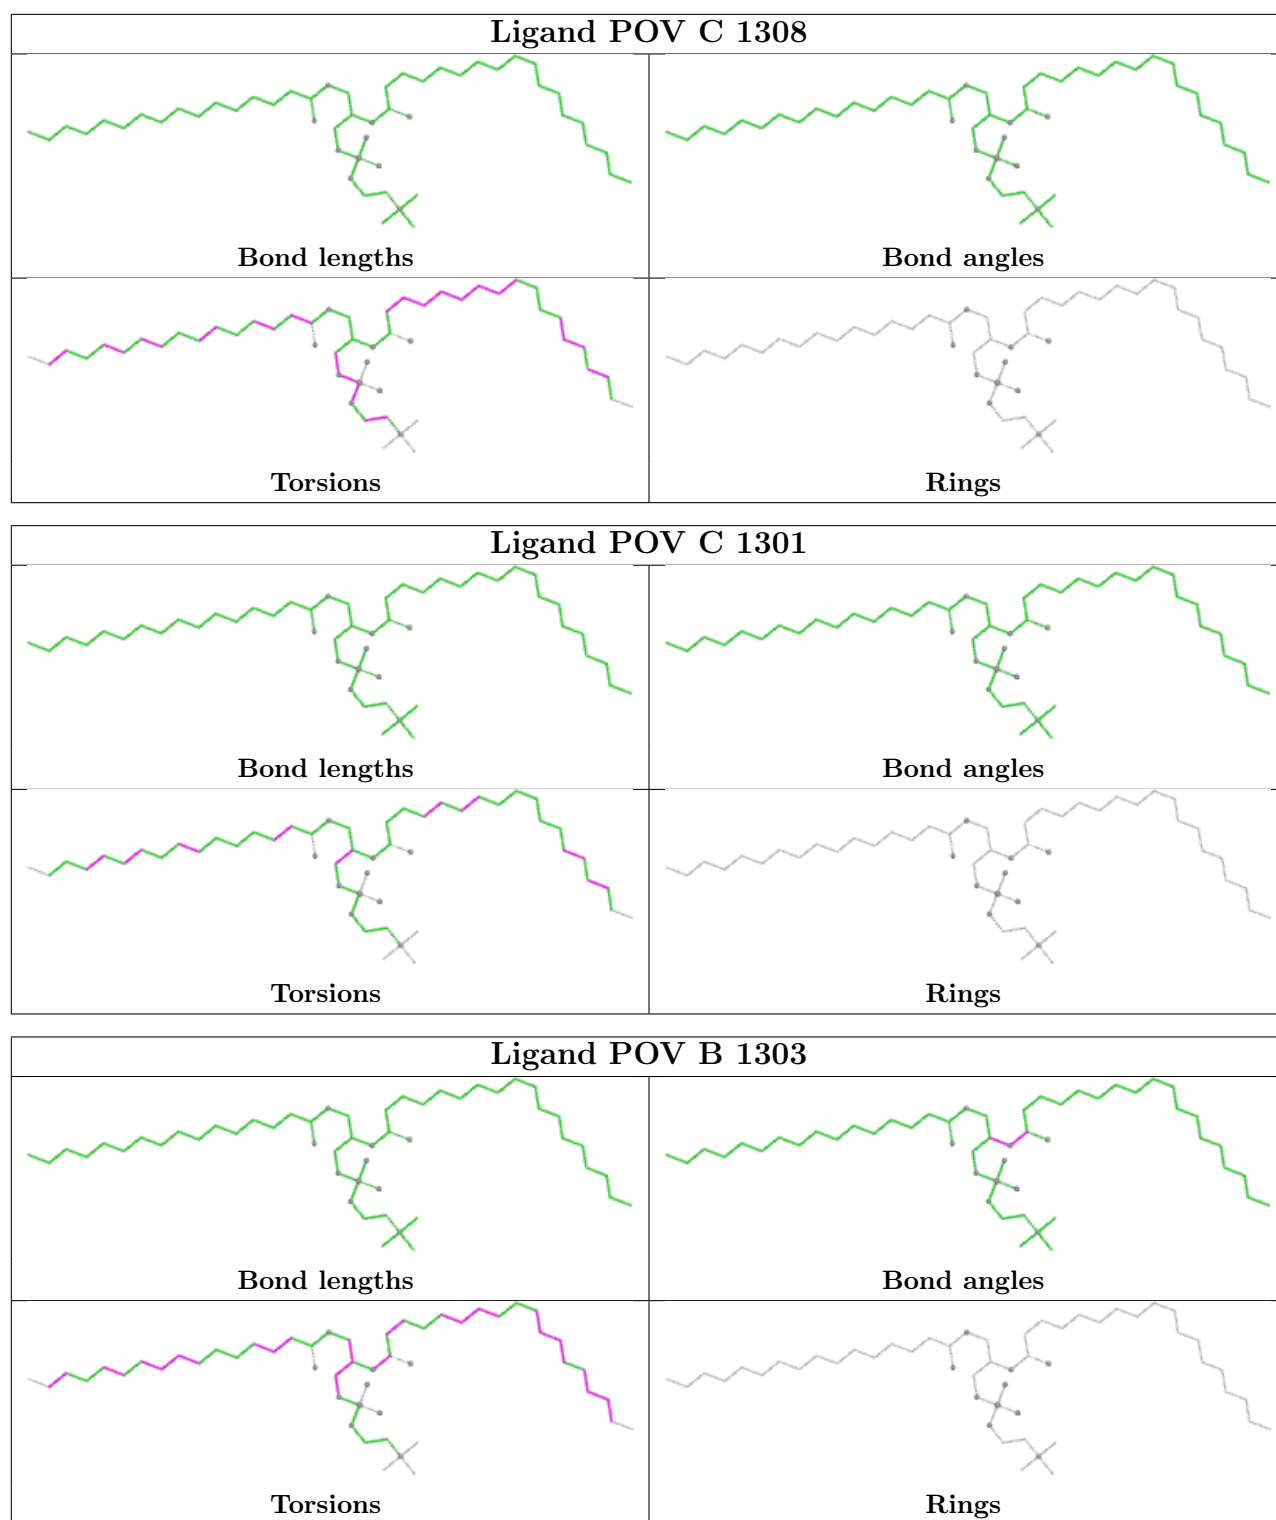 Ligand POV C 1308
Bond lengths
Bond angles
Torsions
Rings
Ligand POV C 1301
Bond lengths
Bond angles
Torsions
Rings
Ligand POV B 1303
Bond lengths
Bond angles
Torsions
Rings